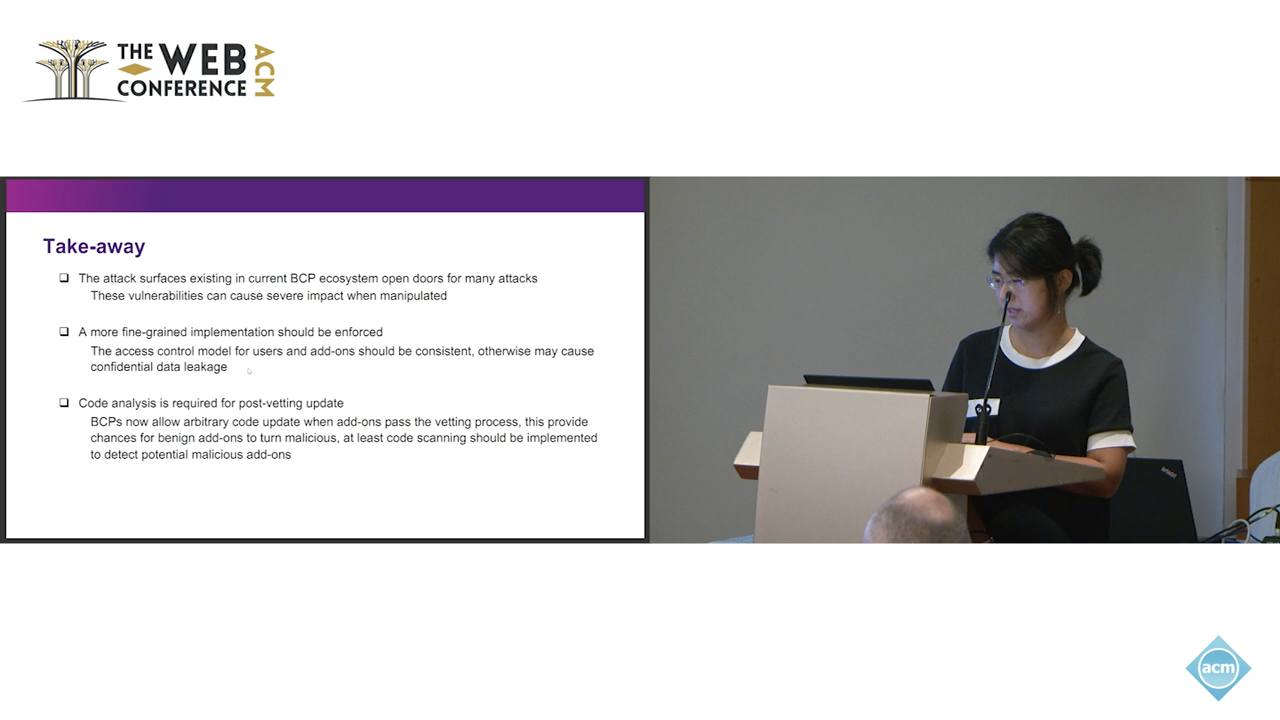 THE WEB
CONFERENCE
ACM
Take-away
The attack surfaces existing in current BCP ecosystem open doors for many attacks
These vulnerabilities can cause severe impact when manipulated
A more fine-grained implementation should be enforced
The access control model for users and add-ons should be consistent, otherwise may cause
confidential data leakage
Code analysis is required for post-vetting update
BCPs now allow arbitrary code update when add-ons pass the vetting process, this provide
chances for benign add-ons to turn malicious, at least code scanning should be implemented
to detect potential malicious add-ons
acm